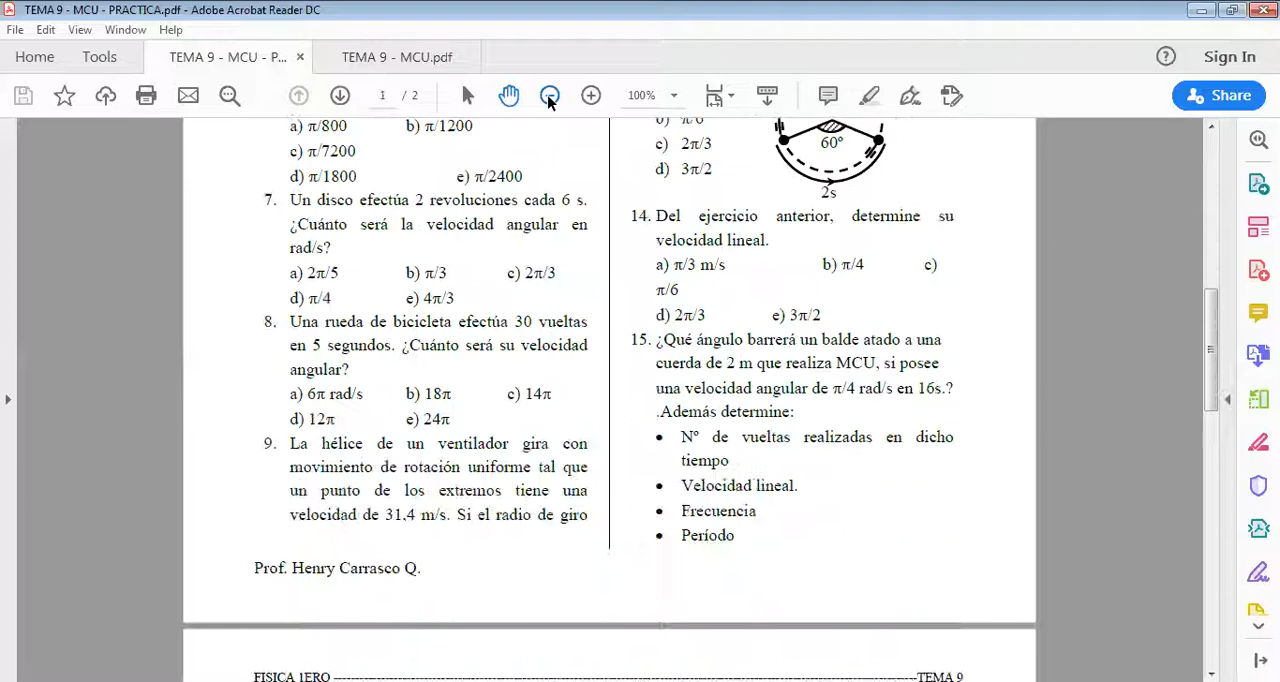 TEMA 9 - MCU - PRACTICA.pdf - Adobe Acrobat Reader DC
File Edit View Window Help
Home Tools TEMA 9 - MCU - P... × TEMA 9 - MCU.pdf Sign In
1 / 2 100% Share
a) π/800 b) π/1200
c) π/7200
d) π/1800 e) π/2400
7. Un disco efectúa 2 revoluciones cada 6 s.
¿Cuánto será la velocidad angular en
rad/s?
a) 2π/5 b) π/3 c) 2π/3
d) π/4 e) 4π/3
8. Una rueda de bicicleta efectúa 30 vueltas
en 5 segundos. ¿Cuánto será su velocidad
angular?
a) 6π rad/s b) 18π c) 14π
d) 12π e) 24π
9. La hélice de un ventilador gira con
movimiento de rotación uniforme tal que
un punto de los extremos tiene una
velocidad de 31,4 m/s. Si el radio de giro
b) π/6
c) 2π/3
d) 3π/2
60º
2s
14. Del ejercicio anterior, determine su
velocidad lineal.
a) π/3 m/s b) π/4 c)
π/6
d) 2π/3 e) 3π/2
15. ¿Qué ángulo barrerá un balde atado a una
cuerda de 2 m que realiza MCU, si posee
una velocidad angular de π/4 rad/s en 16s.?
.Además determine:
• Nº de vueltas realizadas en dicho
tiempo
• Velocidad lineal.
• Frecuencia
• Período
Prof. Henry Carrasco Q.
FISICA 1ERO TEMA 9